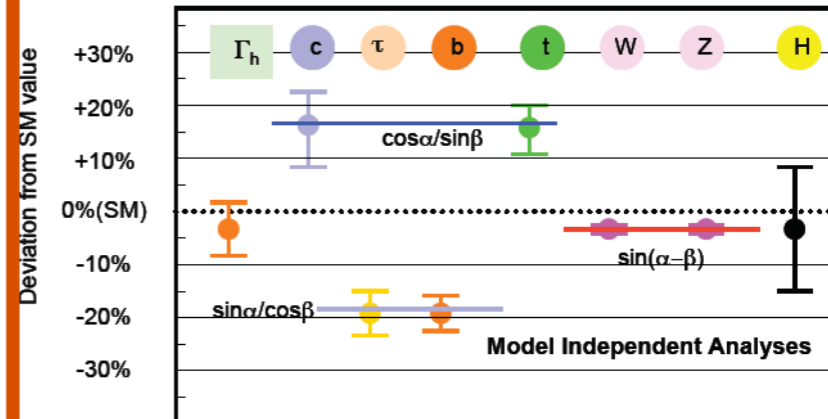 Deviation from SM value
+30%
+20%
+10%
0%(SM)
-10%
-20%
-30%
Γh c τ b t W Z H
cosα/sinβ
sin(α−β)
sinα/cosβ
Model Independent Analyses